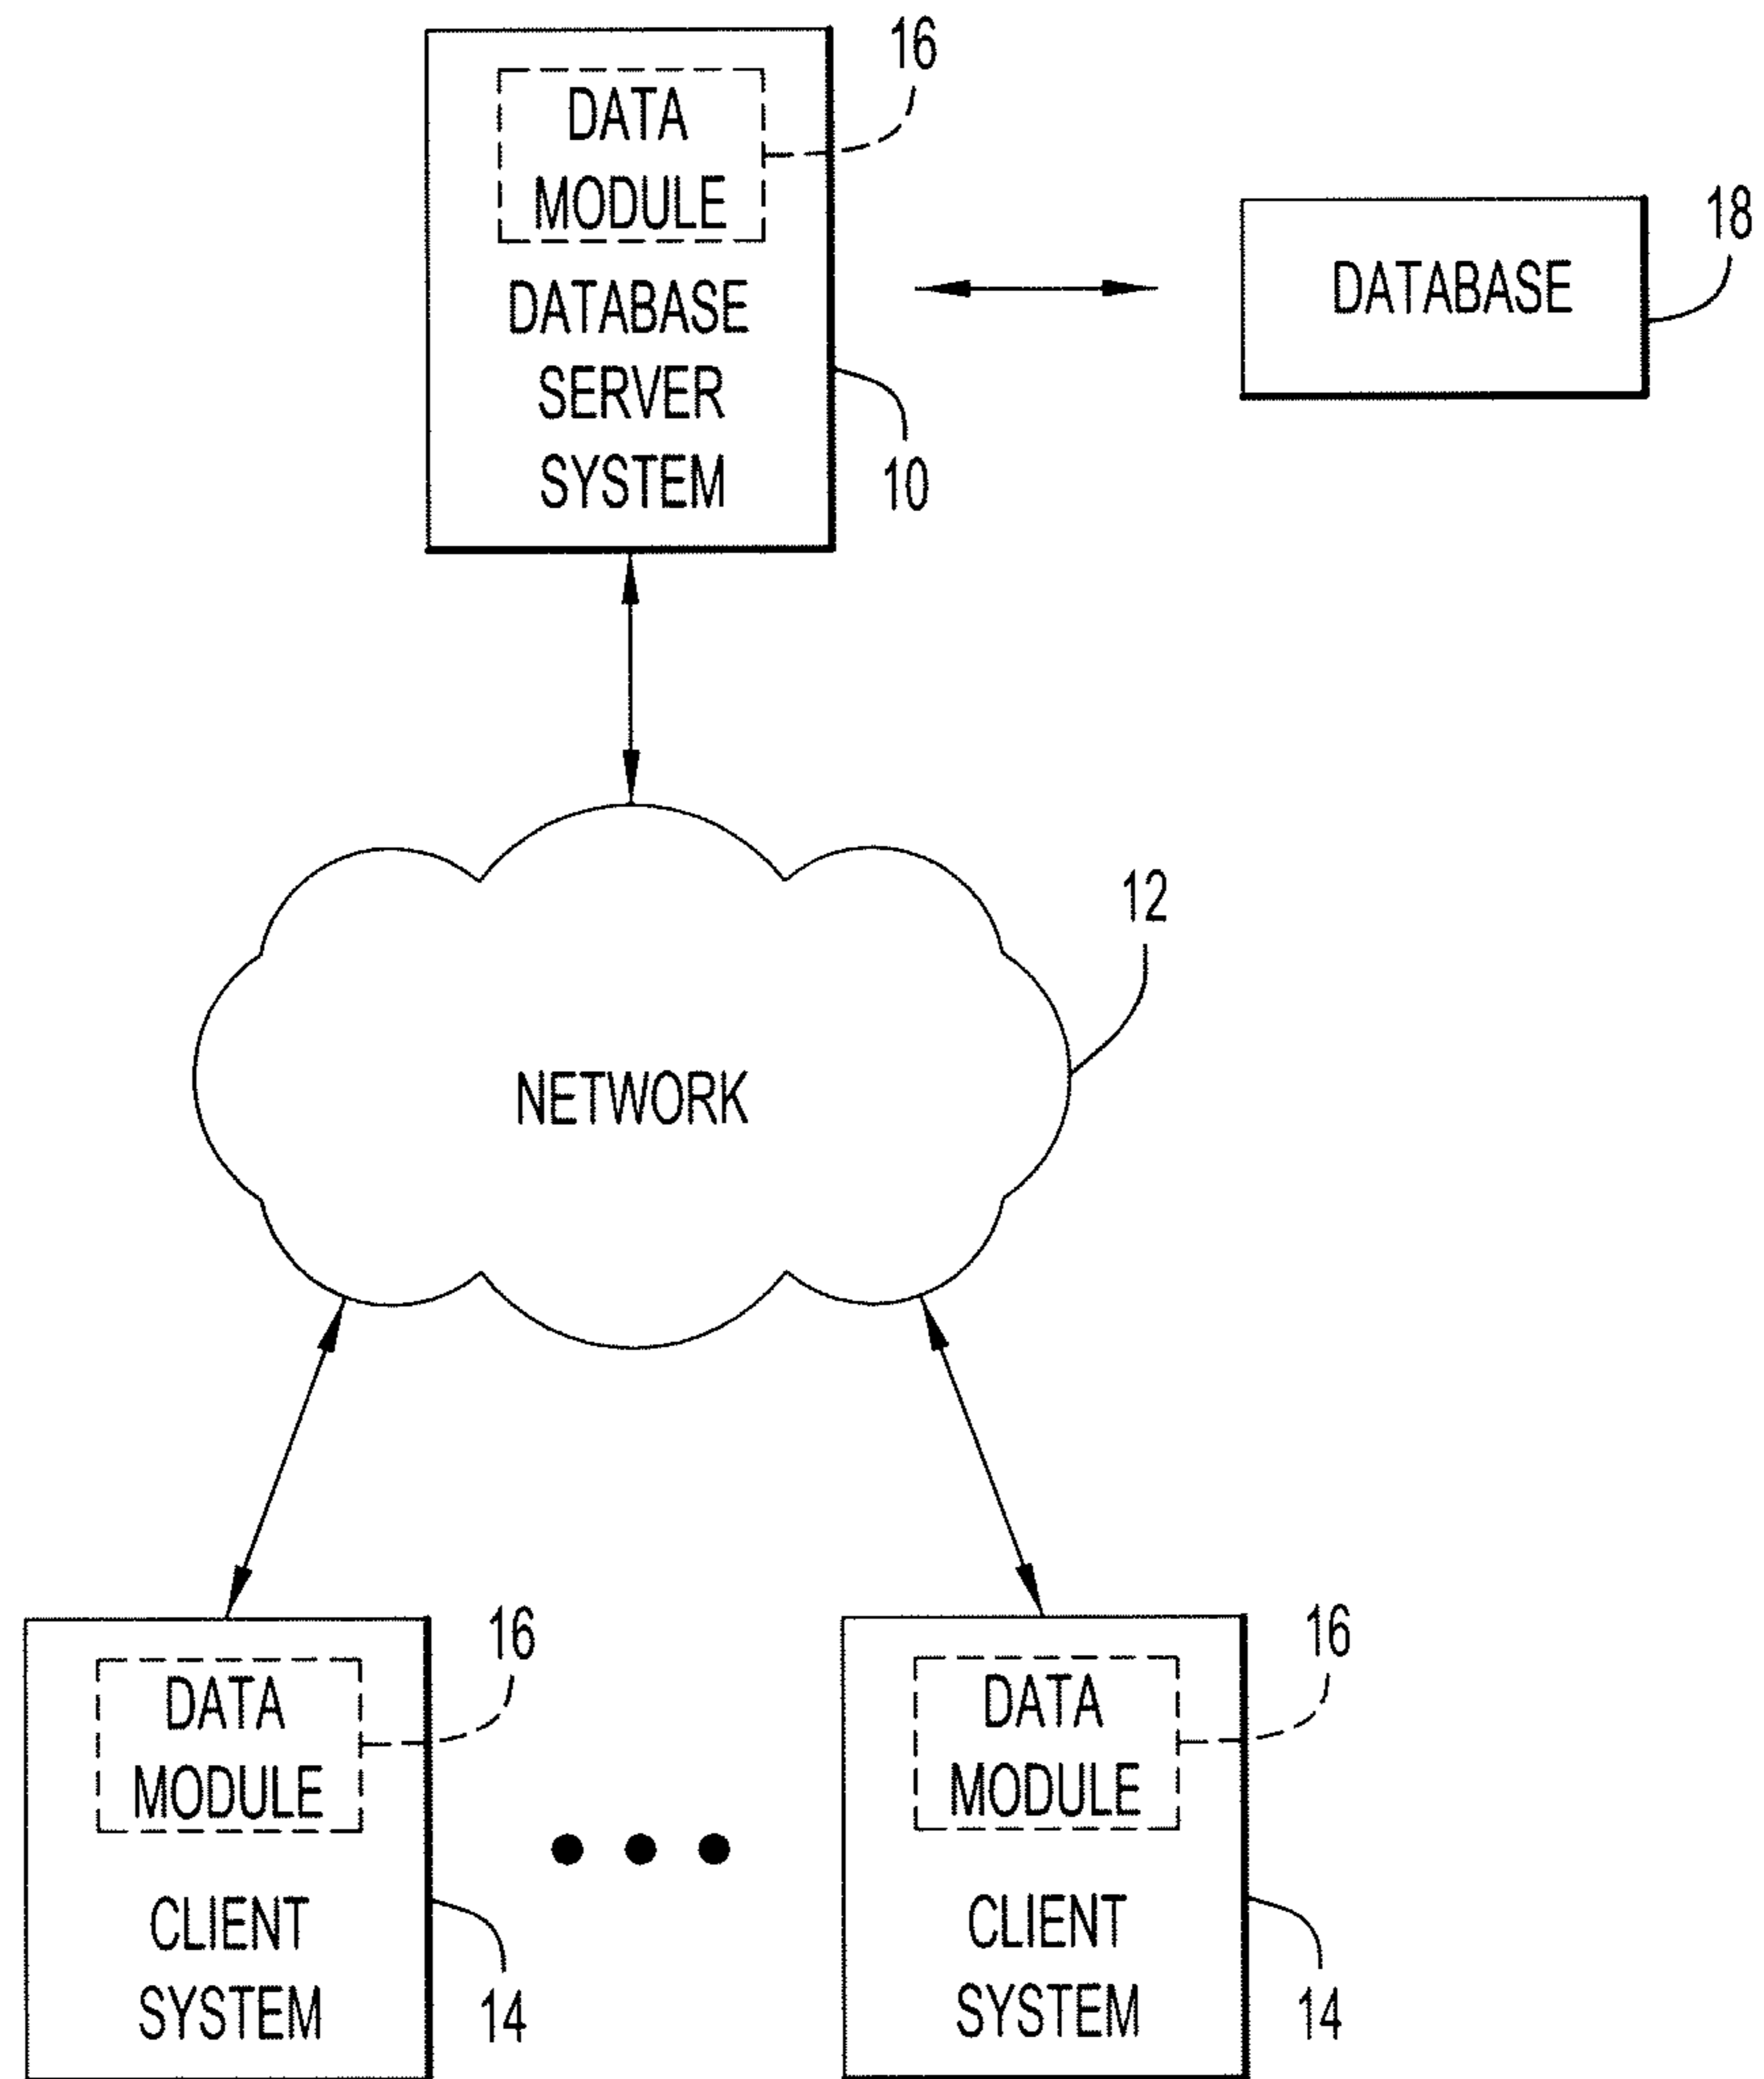 16
DATA
MODULE
18
DATABASE
DATABASE
SERVER
SYSTEM
10
12
NETWORK
16
DATA
MODULE
CLIENT
SYSTEM
14
16
DATA
MODULE
CLIENT
SYSTEM
14